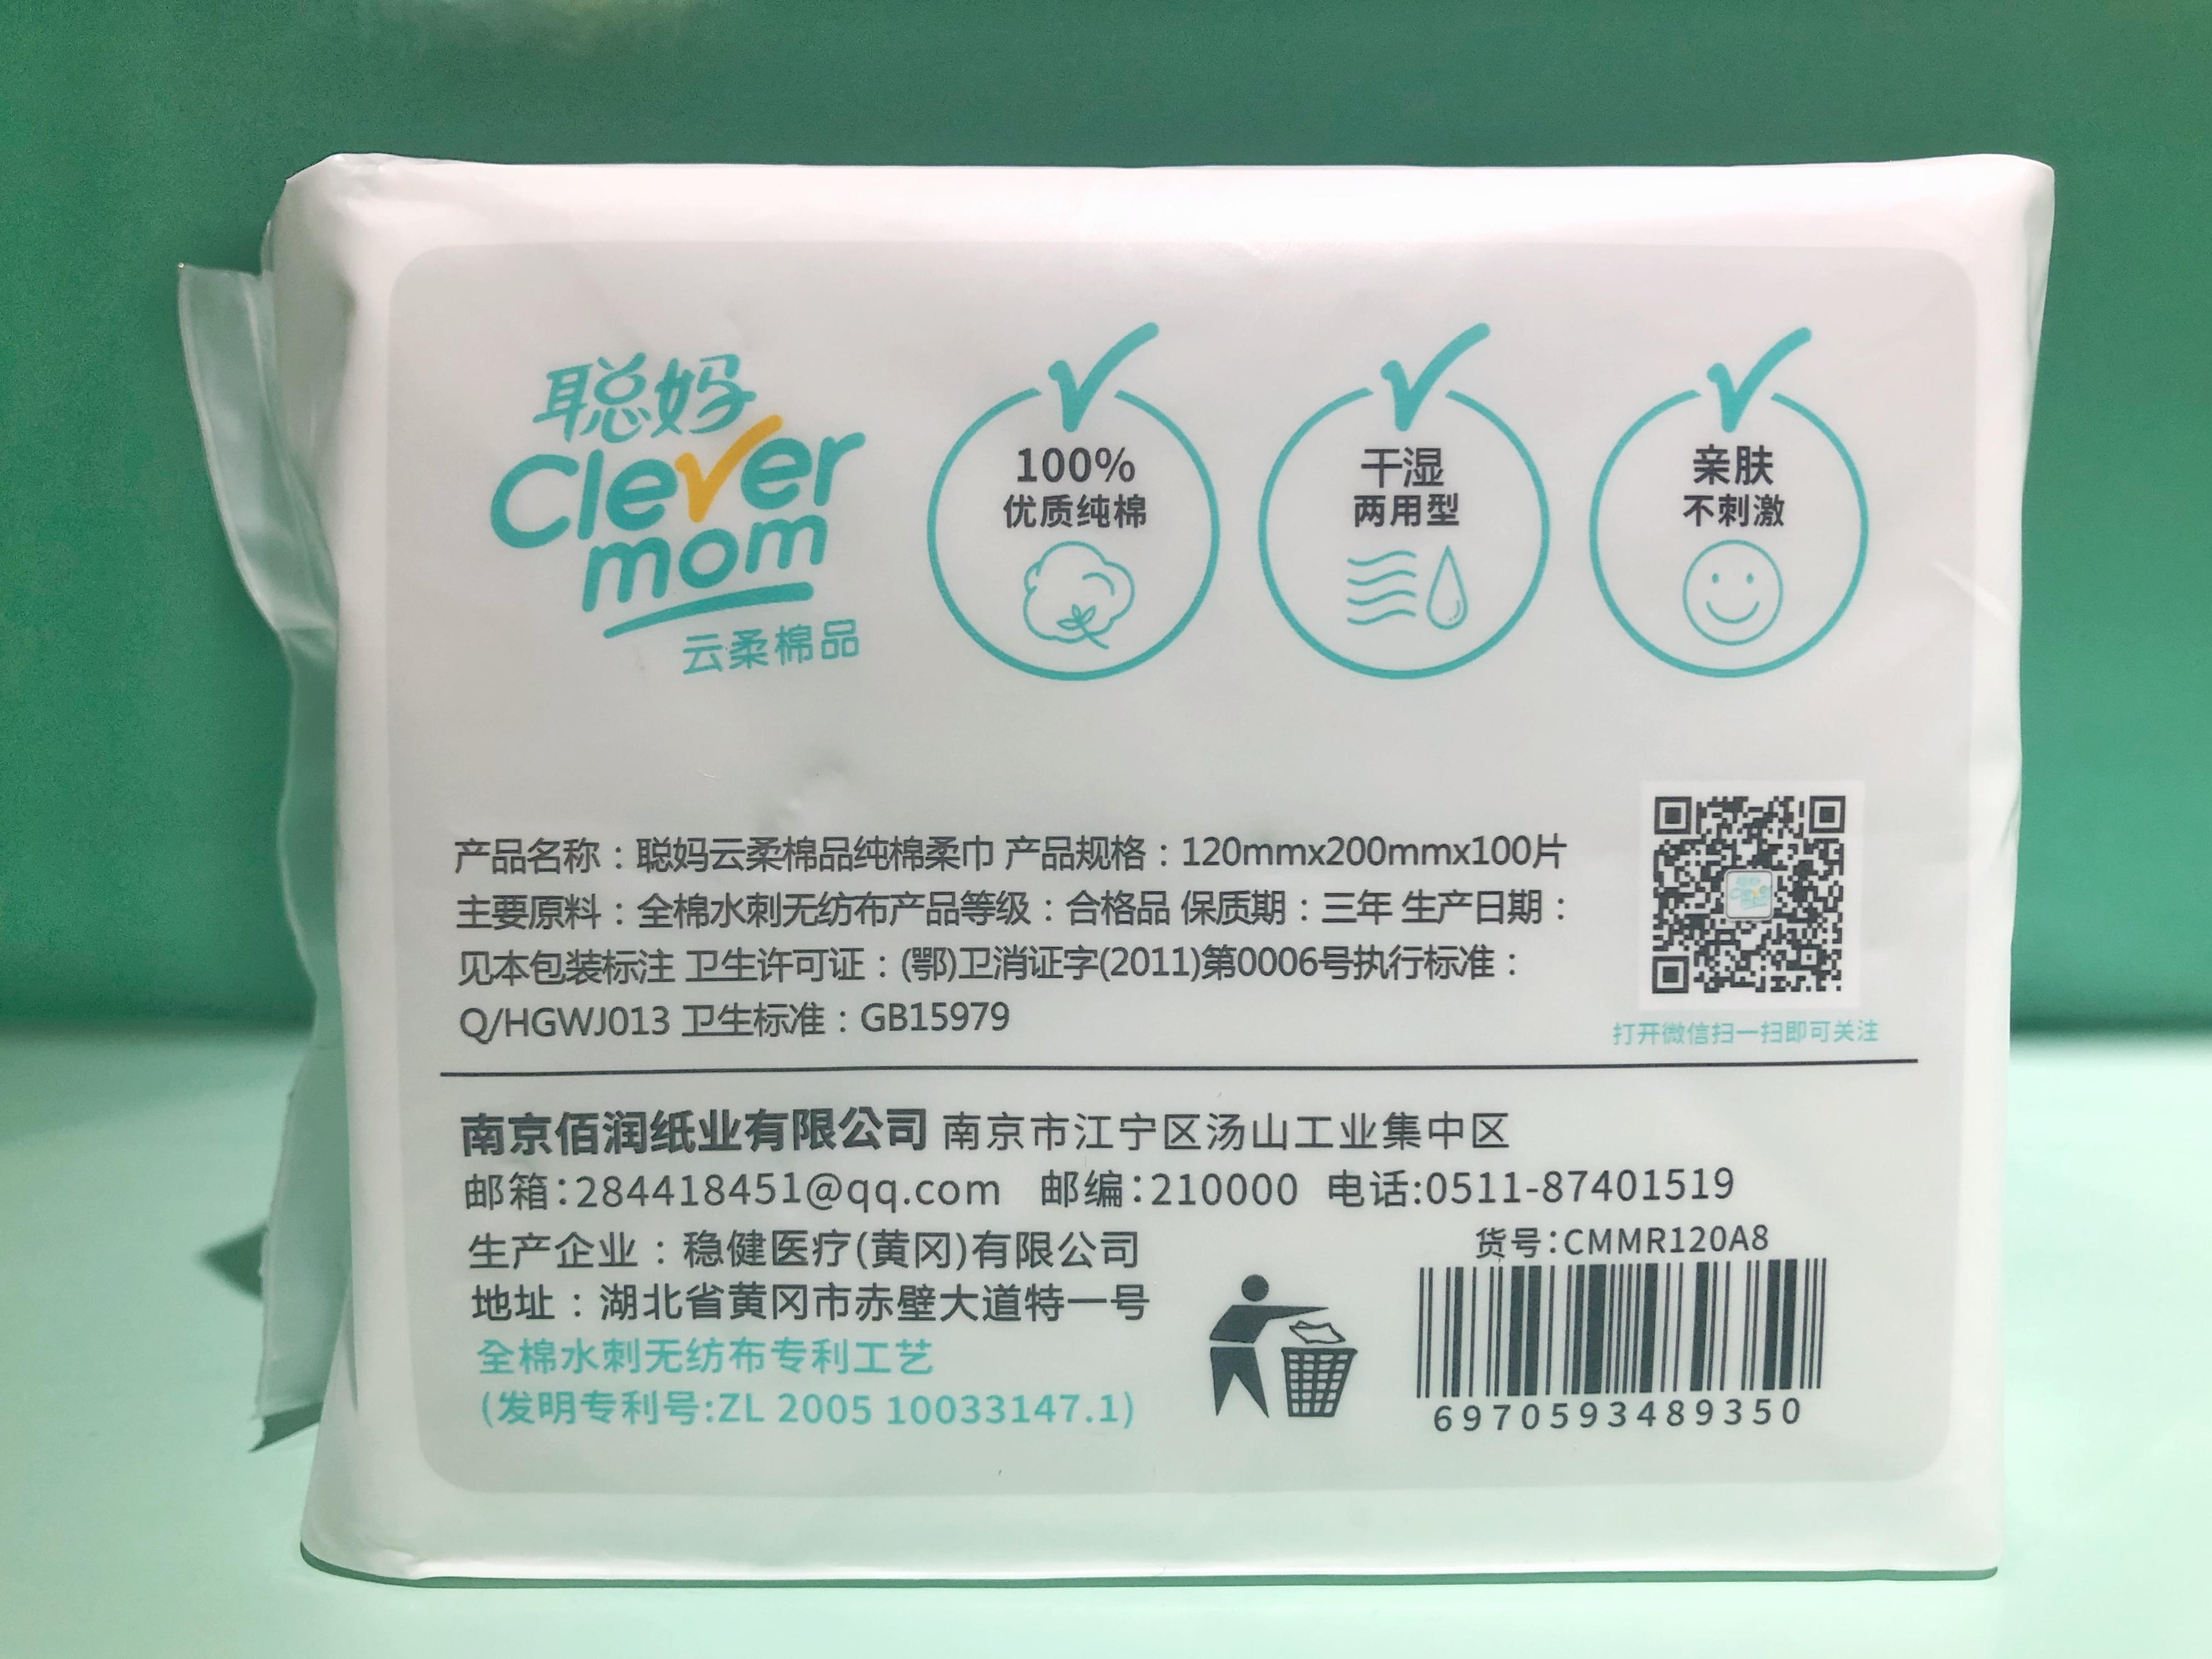 聪妈
Clever
mom
云柔棉品
100%
优质纯棉
干湿
两用型
亲肤
不刺激
产品名称：聪妈云柔棉品纯棉柔巾 产品规格：120mmx200mmx100片
主要原料：全棉水刺无纺布产品等级：合格品 保质期：三年 生产日期：
见本包装标注 卫生许可证：(鄂)卫消证字(2011)第0006号执行标准：
Q/HGWJ013 卫生标准：GB15979
打开微信扫一扫即可关注
南京佰润纸业有限公司 南京市江宁区汤山工业集中区
邮箱:284418451@qq.com 邮编:210000 电话:0511-87401519
生产企业：稳健医疗(黄冈)有限公司
地址：湖北省黄冈市赤壁大道特一号
全棉水刺无纺布专利工艺
(发明专利号:ZL 2005 10033147.1)
货号:CMMR120A8
6970593489350